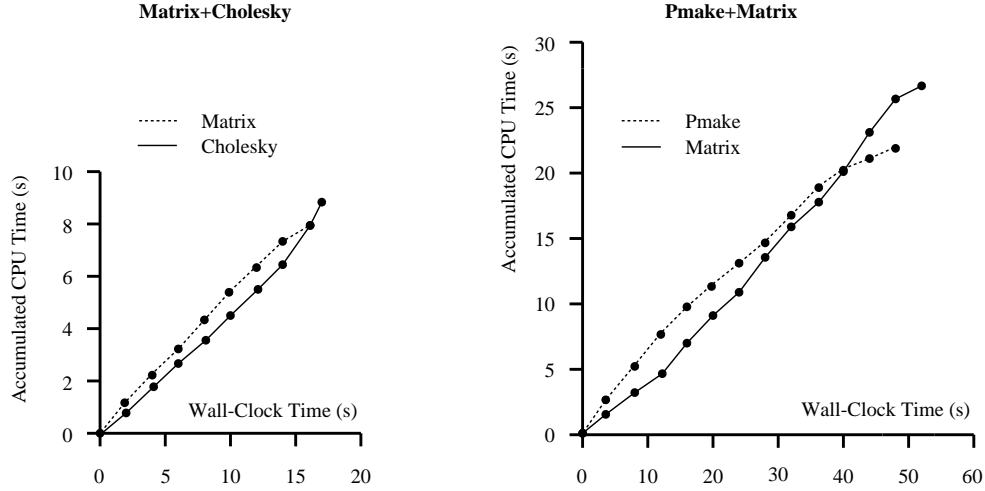 Matrix+Cholesky
Accumulated CPU Time (s)
Matrix
Cholesky
10
8
6
4
2
0
Wall-Clock Time (s)
0 5 10 15 20
Pmake+Matrix
Accumulated CPU Time (s)
30
25
20
15
10
5
0
Pmake
Matrix
Wall-Clock Time (s)
0 10 20 30 40 50 60